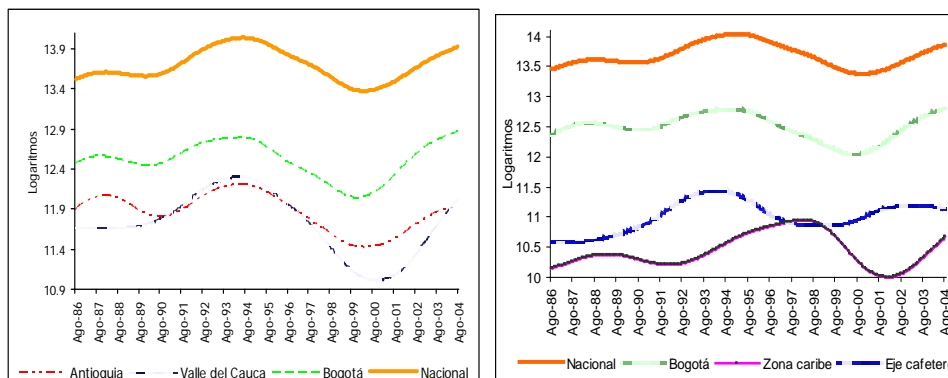 Logaritmos
13.9
13.4
12.9
12.4
11.9
11.4
10.9
Ago-86
Ago-87
Ago-88
Ago-89
Ago-90
Ago-91
Ago-92
Ago-93
Ago-94
Ago-95
Ago-96
Ago-97
Ago-98
Ago-99
Ago-00
Ago-01
Ago-02
Ago-03
Ago-04
Antioquia Valle del Cauca Bogotá Nacional
Logaritmos
14
13.5
13
12.5
12
11.5
11
10.5
10
Ago-86
Ago-87
Ago-88
Ago-89
Ago-90
Ago-91
Ago-92
Ago-93
Ago-94
Ago-95
Ago-96
Ago-97
Ago-98
Ago-99
Ago-00
Ago-01
Ago-02
Ago-03
Ago-04
Nacional Bogotá Zona caribe Eje cafeter